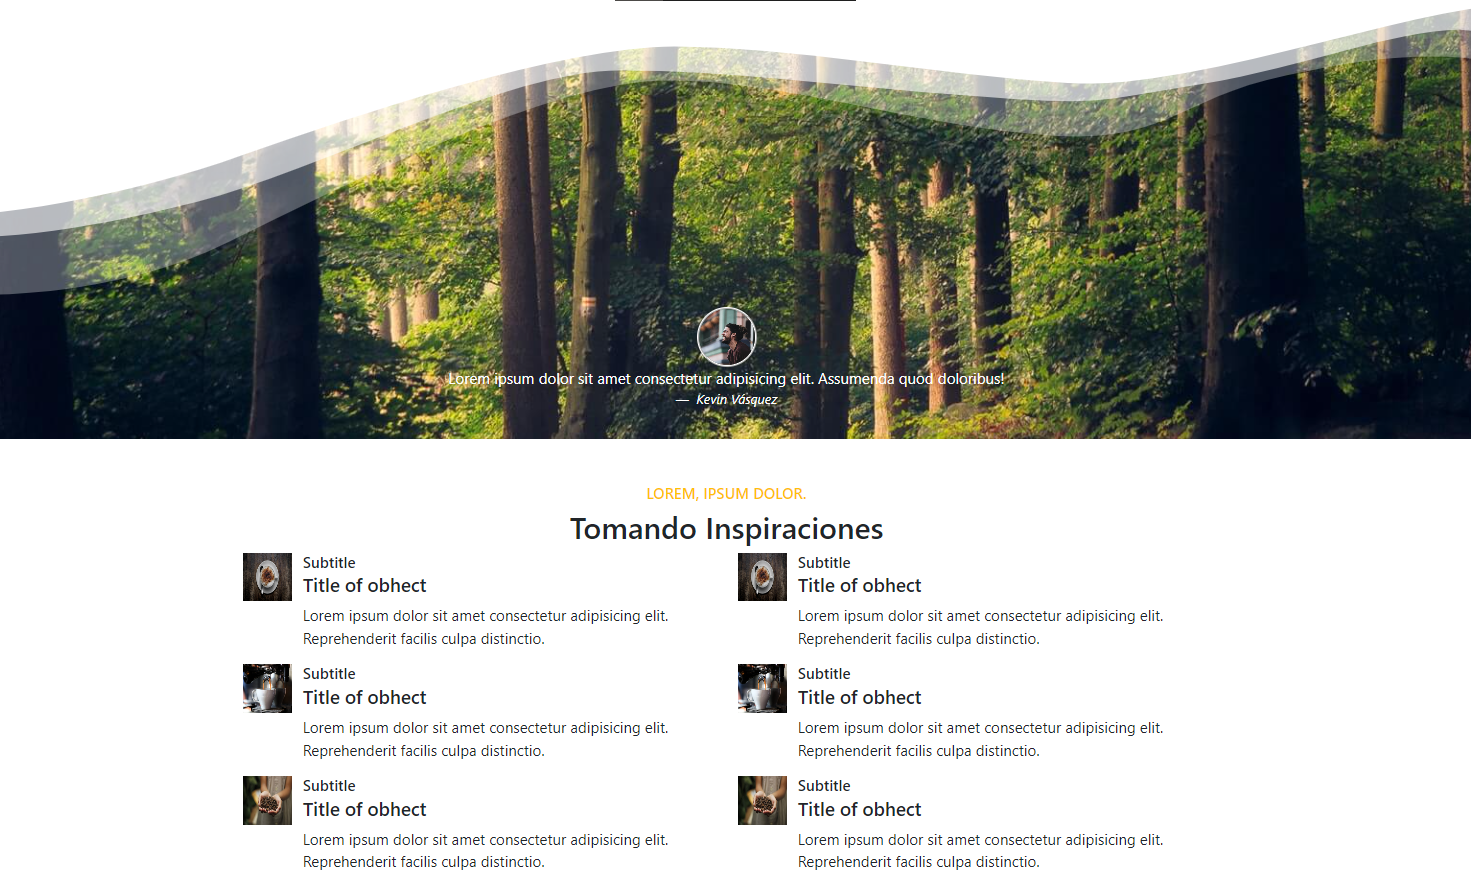 Lorem ipsum dolor sit amet consectetur adipisicing elit. Assumenda quod doloribus!
— Kevin Vásquez
LOREM, IPSUM DOLOR.
Tomando Inspiraciones
Subtitle
Title of obhect
Lorem ipsum dolor sit amet consectetur adipisicing elit.
Reprehenderit facilis culpa distinctio.
Subtitle
Title of obhect
Lorem ipsum dolor sit amet consectetur adipisicing elit.
Reprehenderit facilis culpa distinctio.
Subtitle
Title of obhect
Lorem ipsum dolor sit amet consectetur adipisicing elit.
Reprehenderit facilis culpa distinctio.
Subtitle
Title of obhect
Lorem ipsum dolor sit amet consectetur adipisicing elit.
Reprehenderit facilis culpa distinctio.
Subtitle
Title of obhect
Lorem ipsum dolor sit amet consectetur adipisicing elit.
Reprehenderit facilis culpa distinctio.
Subtitle
Title of obhect
Lorem ipsum dolor sit amet consectetur adipisicing elit.
Reprehenderit facilis culpa distinctio.